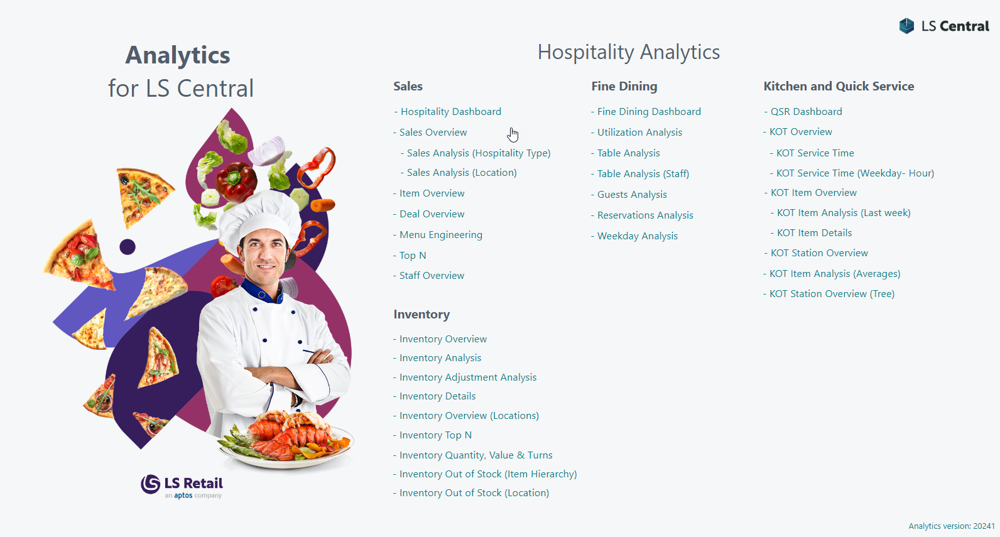 LS Central
Analytics
for LS Central
Hospitality Analytics
Sales
- Hospitality Dashboard
- Sales Overview
- Sales Analysis (Hospitality Type)
- Sales Analysis (Location)
- Item Overview
- Deal Overview
- Menu Engineering
- Top N
- Staff Overview
Inventory
- Inventory Overview
- Inventory Analysis
- Inventory Adjustment Analysis
- Inventory Details
- Inventory Overview (Locations)
- Inventory Top N
- Inventory Quantity, Value & Turns
- Inventory Out of Stock (Item Hierarchy)
- Inventory Out of Stock (Location)
Fine Dining
- Fine Dining Dashboard
- Utilization Analysis
- Table Analysis
- Table Analysis (Staff)
- Guests Analysis
- Reservations Analysis
- Weekday Analysis
Kitchen and Quick Service
- QSR Dashboard
- KOT Overview
- KOT Service Time
- KOT Service Time (Weekday- Hour)
- KOT Item Overview
- KOT Item Analysis (Last week)
- KOT Item Details
- KOT Station Overview
- KOT Item Analysis (Averages)
- KOT Station Overview (Tree)
LS Retail
an aptos company
Analytics version: 20241